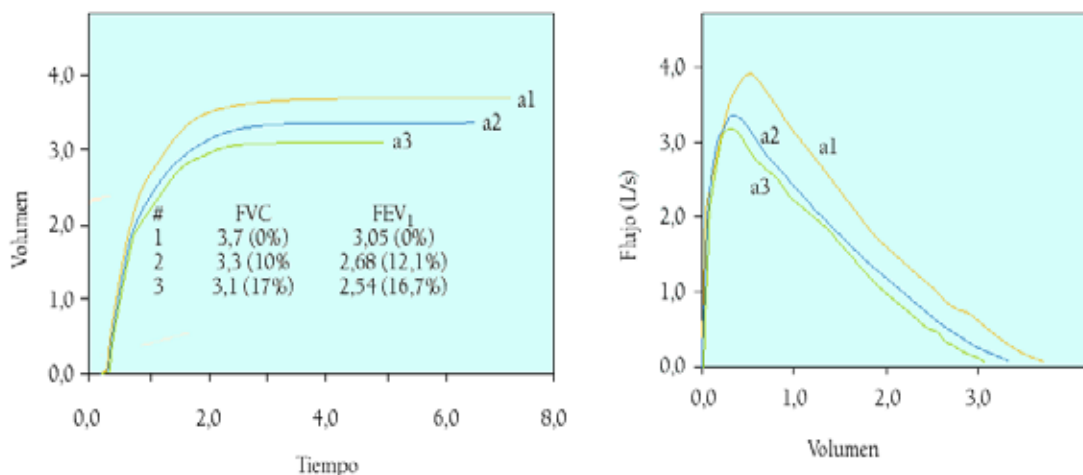 Volumen
4,0
3,0
2,0
1,0
0,0
a1
a2
a3
# FVC FEV1
1 3,7 (0%) 3,05 (0%)
2 3,3 (10% 2,68 (12,1%)
3 3,1 (17%) 2,54 (16,7%)
0,0 2,0 4,0 6,0 8,0
Tiempo
Flujo (L/s)
4,0
3,0
2,0
1,0
0,0
a1
a2
a3
0,0 1,0 2,0 3,0
Volumen